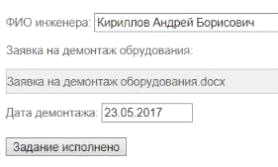 ФИО инженера: Кириллов Андрей Борисович
Заявка на демонтаж обрудования:
Заявка на демонтаж оборудования.docx
Дата демонтажа: 23.05.2017
Задание исполнено